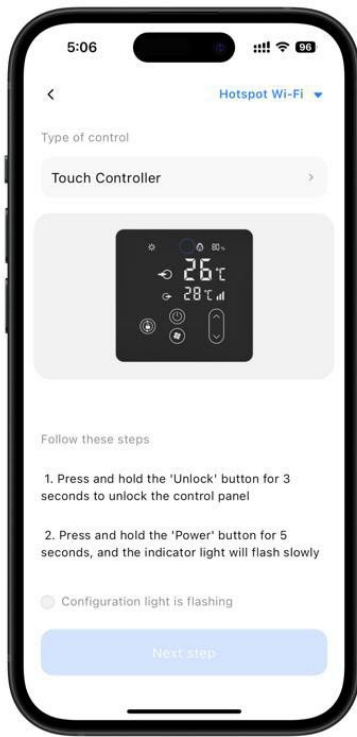 5:06
96
Hotspot Wi-Fi
Type of control
Touch Controller
80%
26℃
28℃
Follow these steps
1. Press and hold the 'Unlock' button for 3
seconds to unlock the control panel
2. Press and hold the 'Power' button for 5
seconds, and the indicator light will flash slowly
Configuration light is flashing
Next step